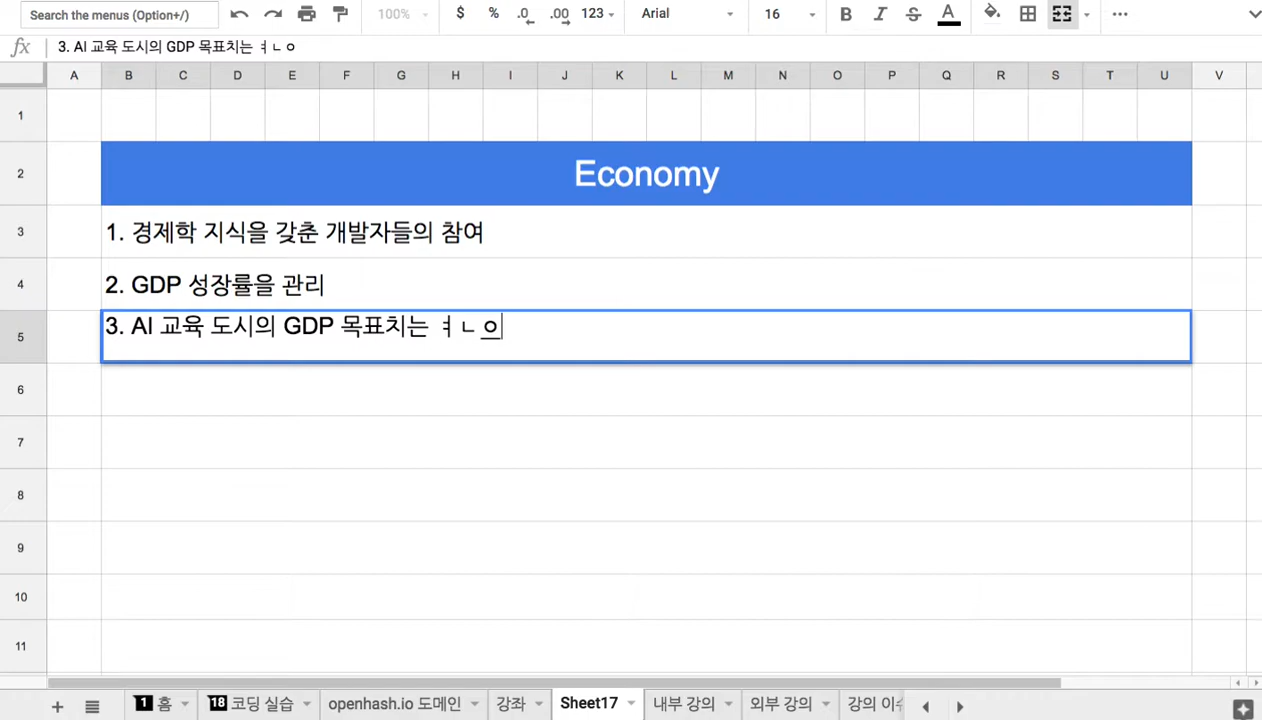 Search the menus (Option+/)
100% $ % .0 .00 123 Arial 16 B I S A
fx 3. AI 교육 도시의 GDP 목표치는 ㅕㄴㅇ
A B C D E F G H I J K L M N O P Q R S T U V
1
2 Economy
3 1. 경제학 지식을 갖춘 개발자들의 참여
4 2. GDP 성장률을 관리
5 3. AI 교육 도시의 GDP 목표치는 ㅕㄴㅇ
6
7
8
9
10
11
1 홈 18 코딩 실습 openhash.io 도메인 강좌 Sheet17 내부 강의 외부 강의 강의 이